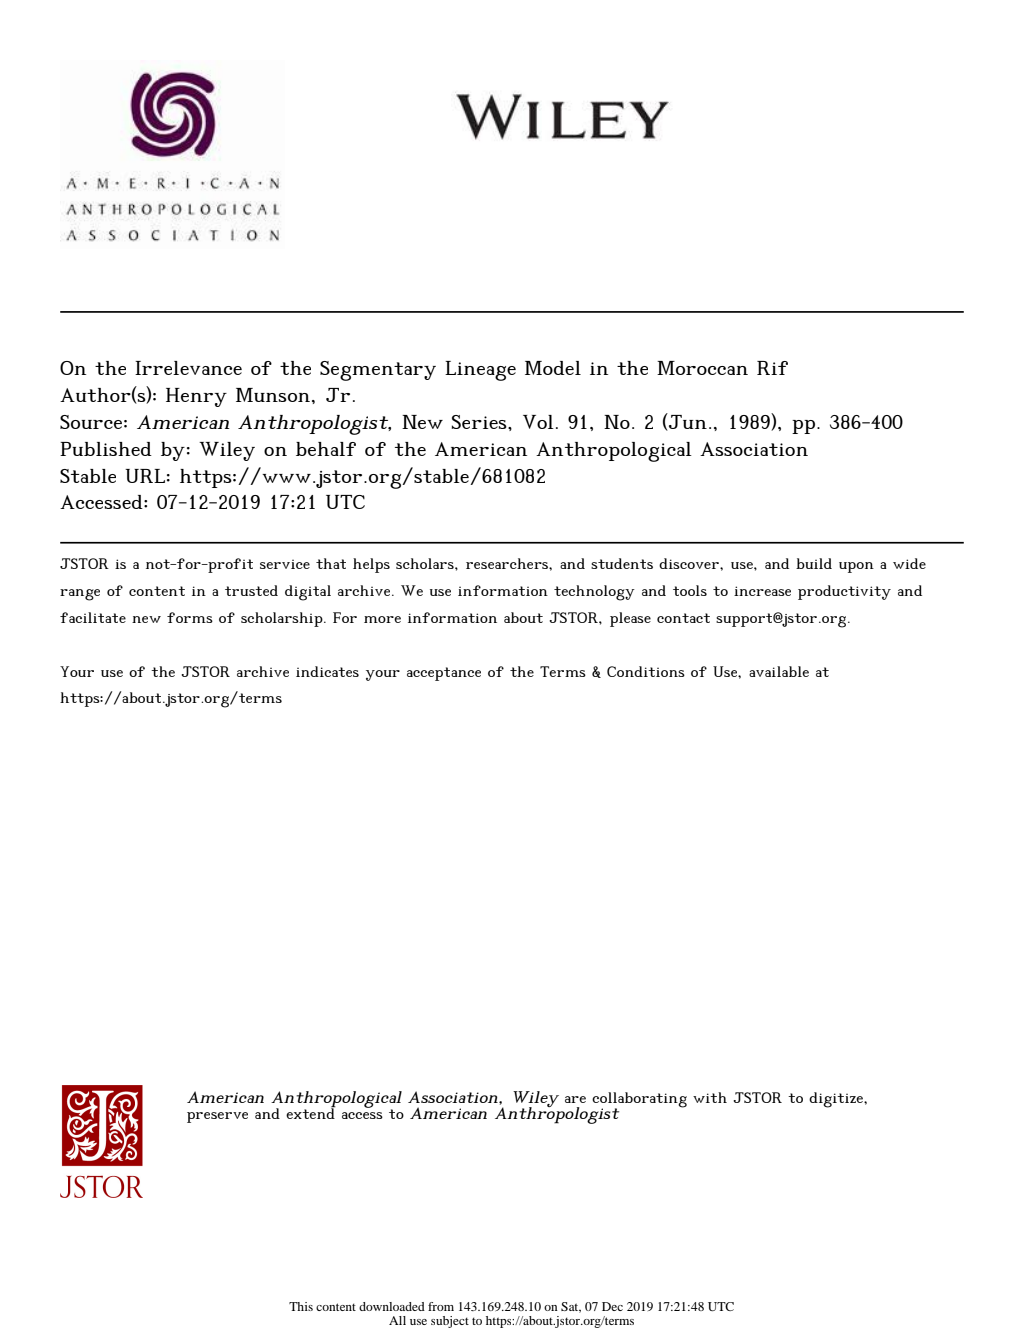 WILEY
A·M·E·R·I·C·A·N
ANTHROPOLOGICAL
ASSOCIATION
On the Irrelevance of the Segmentary Lineage Model in the Moroccan Rif
Author(s): Henry Munson, Jr.
Source: American Anthropologist, New Series, Vol. 91, No. 2 (Jun., 1989), pp. 386-400
Published by: Wiley on behalf of the American Anthropological Association
Stable URL: https://www.jstor.org/stable/681082
Accessed: 07-12-2019 17:21 UTC
JSTOR is a not-for-profit service that helps scholars, researchers, and students discover, use, and build upon a wide
range of content in a trusted digital archive. We use information technology and tools to increase productivity and
facilitate new forms of scholarship. For more information about JSTOR, please contact support@jstor.org.
Your use of the JSTOR archive indicates your acceptance of the Terms & Conditions of Use, available at
https://about.jstor.org/terms
American Anthropological Association, Wiley are collaborating with JSTOR to digitize,
preserve and extend access to American Anthropologist
JSTOR
This content downloaded from 143.169.248.10 on Sat, 07 Dec 2019 17:21:48 UTC
All use subject to https://about.jstor.org/terms